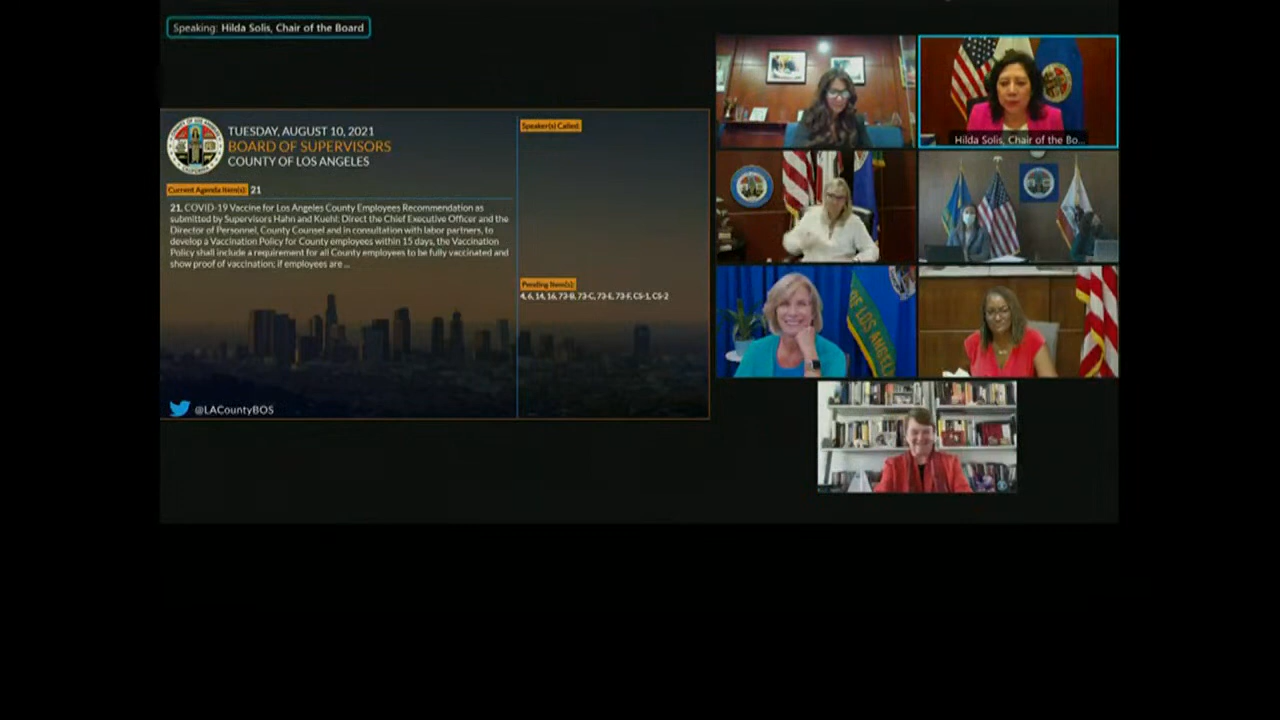 Speaking: Hilda Solis, Chair of the Board
TUESDAY, AUGUST 10, 2021
BOARD OF SUPERVISORS
COUNTY OF LOS ANGELES
Current Agenda Item(s): 21
21. COVID-19 Vaccine for Los Angeles County Employees Recommendation as
submitted by Supervisors Hahn and Kuehl: Direct the Chief Executive Officer and the
Director of Personnel, County Counsel and in consultation with labor partners, to
develop a Vaccination Policy for County employees within 15 days, the Vaccination
Policy shall include a requirement for all County employees to be fully vaccinated and
show proof of vaccination; if employees are ...
Speaker(s) Called:
Pending Item(s):
4, 6, 14, 16, 73-B, 73-C, 73-E, 73-F, CS-1, CS-2
@LACountyBOS
Hilda Solis, Chair of the Bo...
OF LOS ANGELES